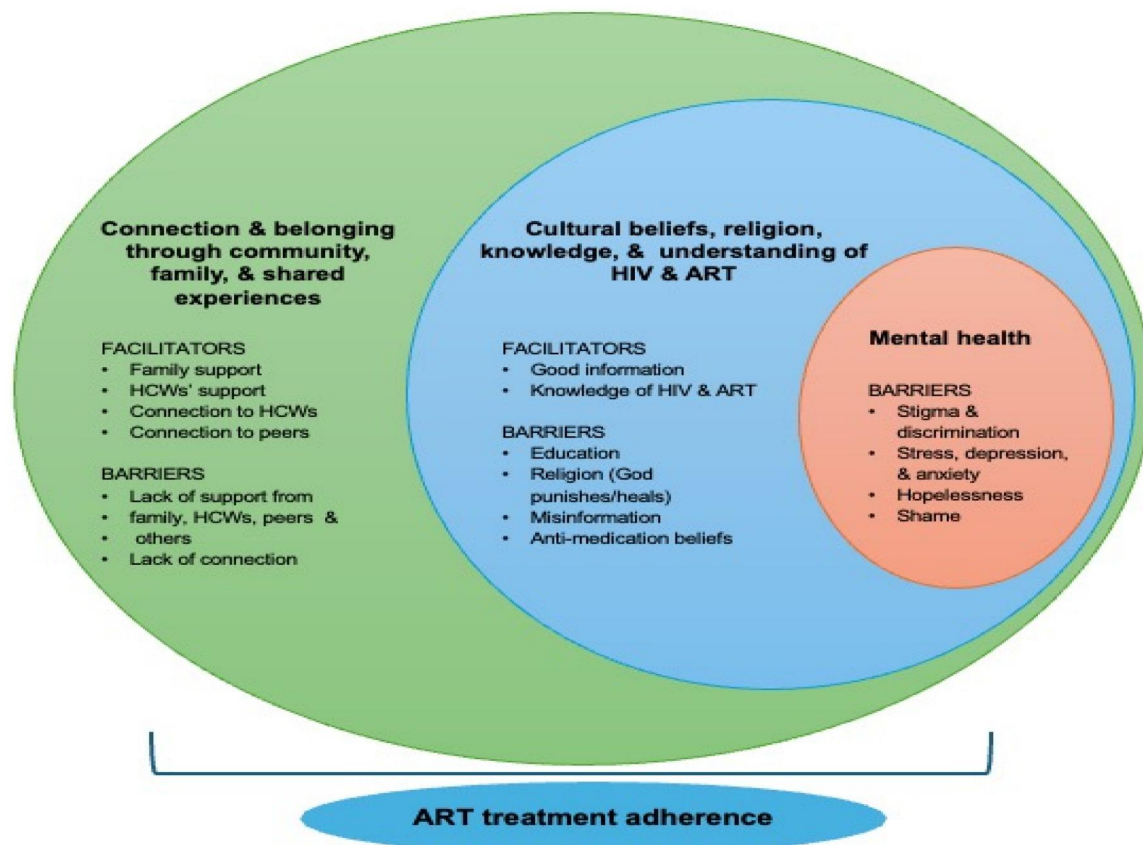 Connection & belonging
through community,
family, & shared
experiences
FACILITATORS
• Family support
• HCWs' support
• Connection to HCWs
• Connection to peers
BARRIERS
• Lack of support from
• family, HCWs, peers &
• others
• Lack of connection
Cultural beliefs, religion,
knowledge, & understanding of
HIV & ART
FACILITATORS
• Good information
• Knowledge of HIV & ART
BARRIERS
• Education
• Religion (God
punishes/heals)
• Misinformation
• Anti-medication beliefs
Mental health
BARRIERS
• Stigma &
discrimination
• Stress, depression,
& anxiety
• Hopelessness
• Shame
ART treatment adherence